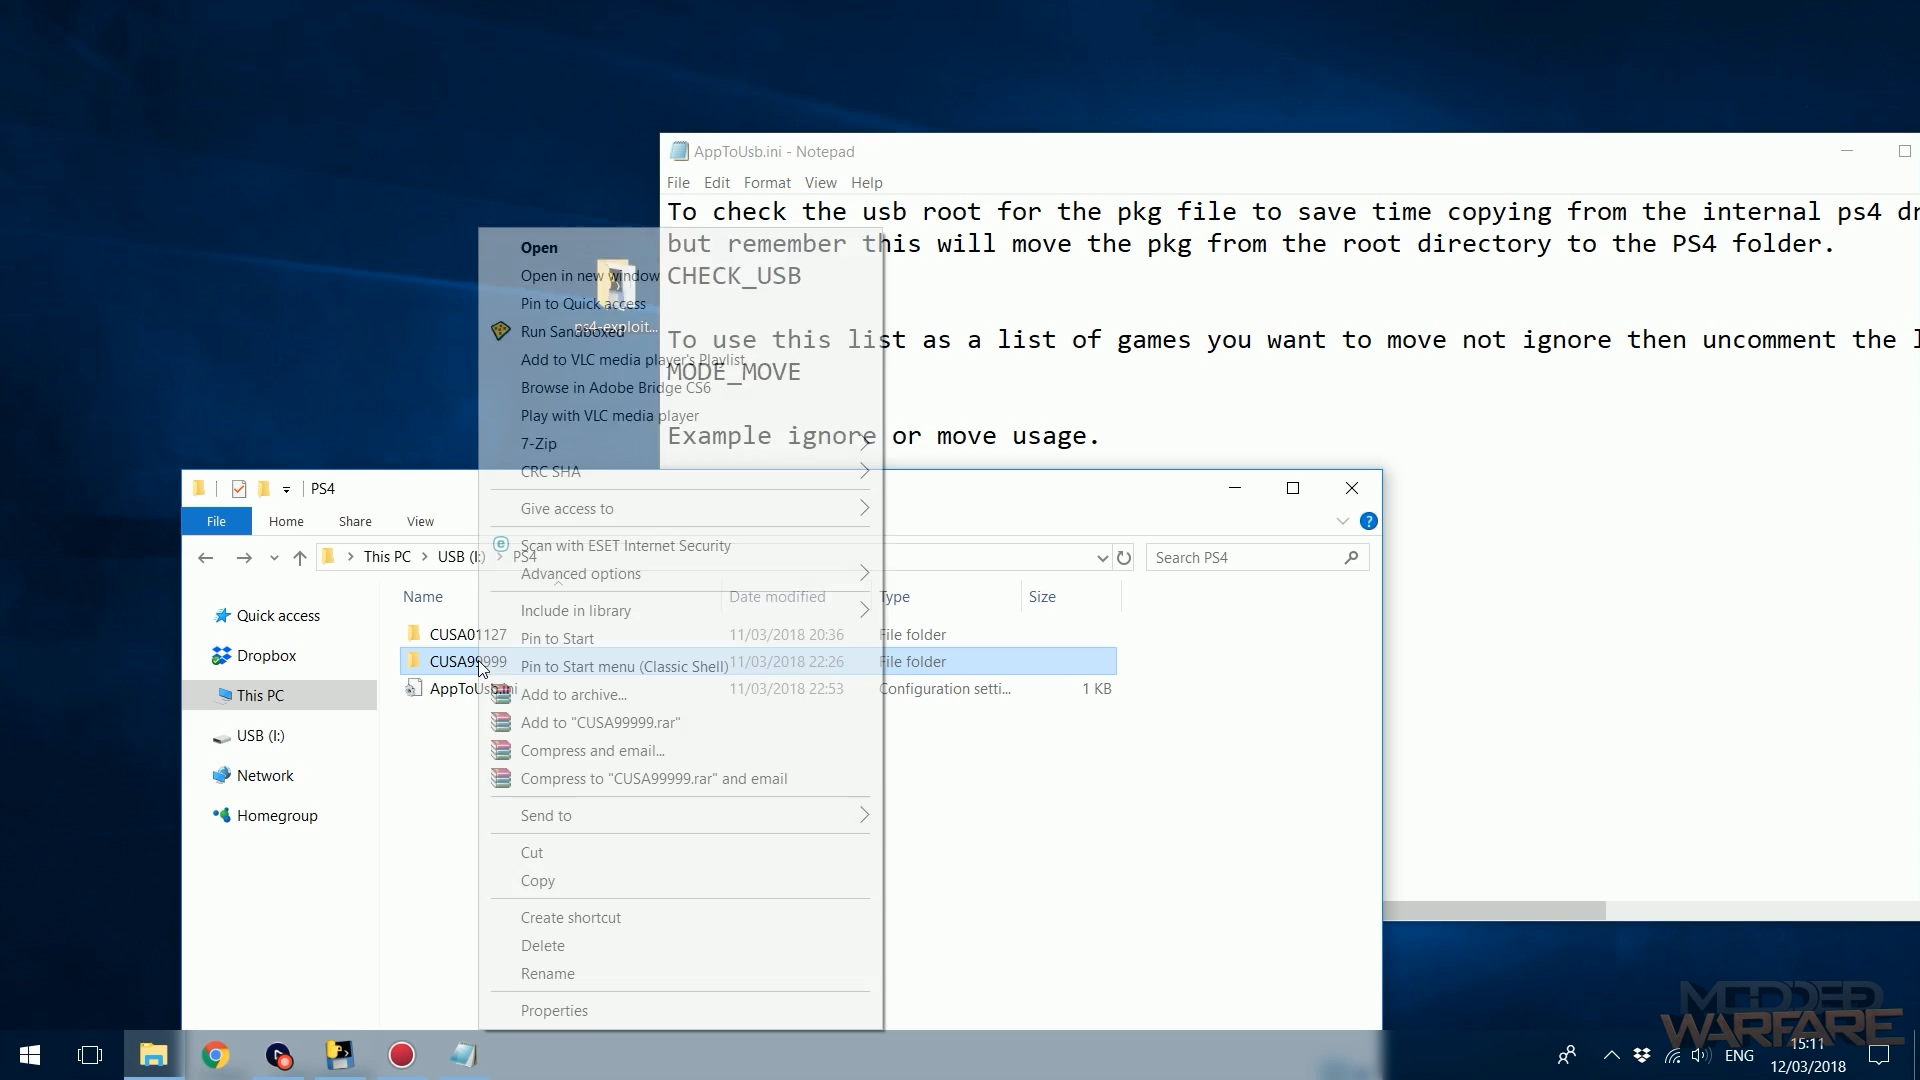 AppToUsb.ini - Notepad
File Edit Format View Help
To check the usb root for the pkg file to save time copying from the internal ps4 dr
but remember this will move the pkg from the root directory to the PS4 folder.
CHECK_USB
To use this list as a list of games you want to move not ignore then uncomment the l
MODE_MOVE
Example ignore or move usage.
ps4-exploit...
Open
Open in new window
Pin to Quick access
Run Sandboxed
Add to VLC media player's Playlist
Browse in Adobe Bridge CS6
Play with VLC media player
7-Zip
CRC SHA
Give access to
Scan with ESET Internet Security
Advanced options
Include in library
Pin to Start
Pin to Start menu (Classic Shell)
Add to archive...
Add to "CUSA99999.rar"
Compress and email...
Compress to "CUSA99999.rar" and email
Send to
Cut
Copy
Create shortcut
Delete
Rename
Properties
PS4
File Home Share View
This PC USB (I:) PS4
Search PS4
Quick access
Dropbox
This PC
USB (I:)
Network
Homegroup
Name Date modified Type Size
CUSA01127 11/03/2018 20:36 File folder
CUSA99999 11/03/2018 22:26 File folder
AppToUsb.ini 11/03/2018 22:53 Configuration setti... 1 KB
MODDED
WARFARE
ENG
15:11
12/03/2018